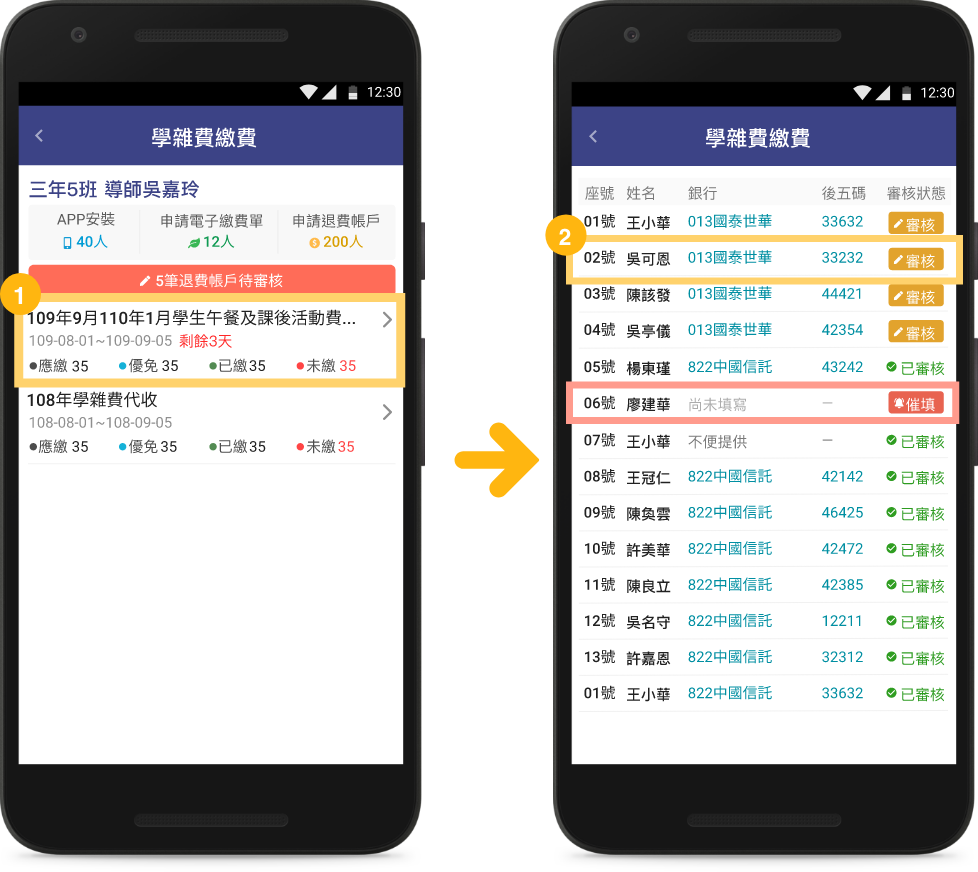 12:30
學雜費繳費
三年5班 導師吳嘉玲
APP安裝 申請電子繳費單 申請退費帳戶
40人 12人 200人
5筆退費帳戶待審核
1
109年9月110年1月學生午餐及課後活動費...
109-08-01~109-09-05 剩餘3天
應繳 35 優免 35 已繳35 未繳 35
108年學雜費代收
108-08-01~108-09-05
應繳 35 優免 35 已繳35 未繳35
12:30
學雜費繳費
座號 姓名 銀行 後五碼 審核狀態
01號 王小華 013國泰世華 33632 審核
2
02號 吳可恩 013國泰世華 33232 審核
03號 陳該發 013國泰世華 44421 審核
04號 吳亭儀 013國泰世華 42354 審核
05號 楊東瑾 822中國信託 43242 已審核
06號 廖建華 尚未填寫 — 催填
07號 王小華 不便提供 — 已審核
08號 王冠仁 822中國信託 42142 已審核
09號 陳奐雲 822中國信託 46425 已審核
10號 許美華 822中國信託 42472 已審核
11號 陳良立 822中國信託 42385 已審核
12號 吳名守 822中國信託 12211 已審核
13號 許嘉恩 822中國信託 32312 已審核
01號 王小華 822中國信託 33632 已審核